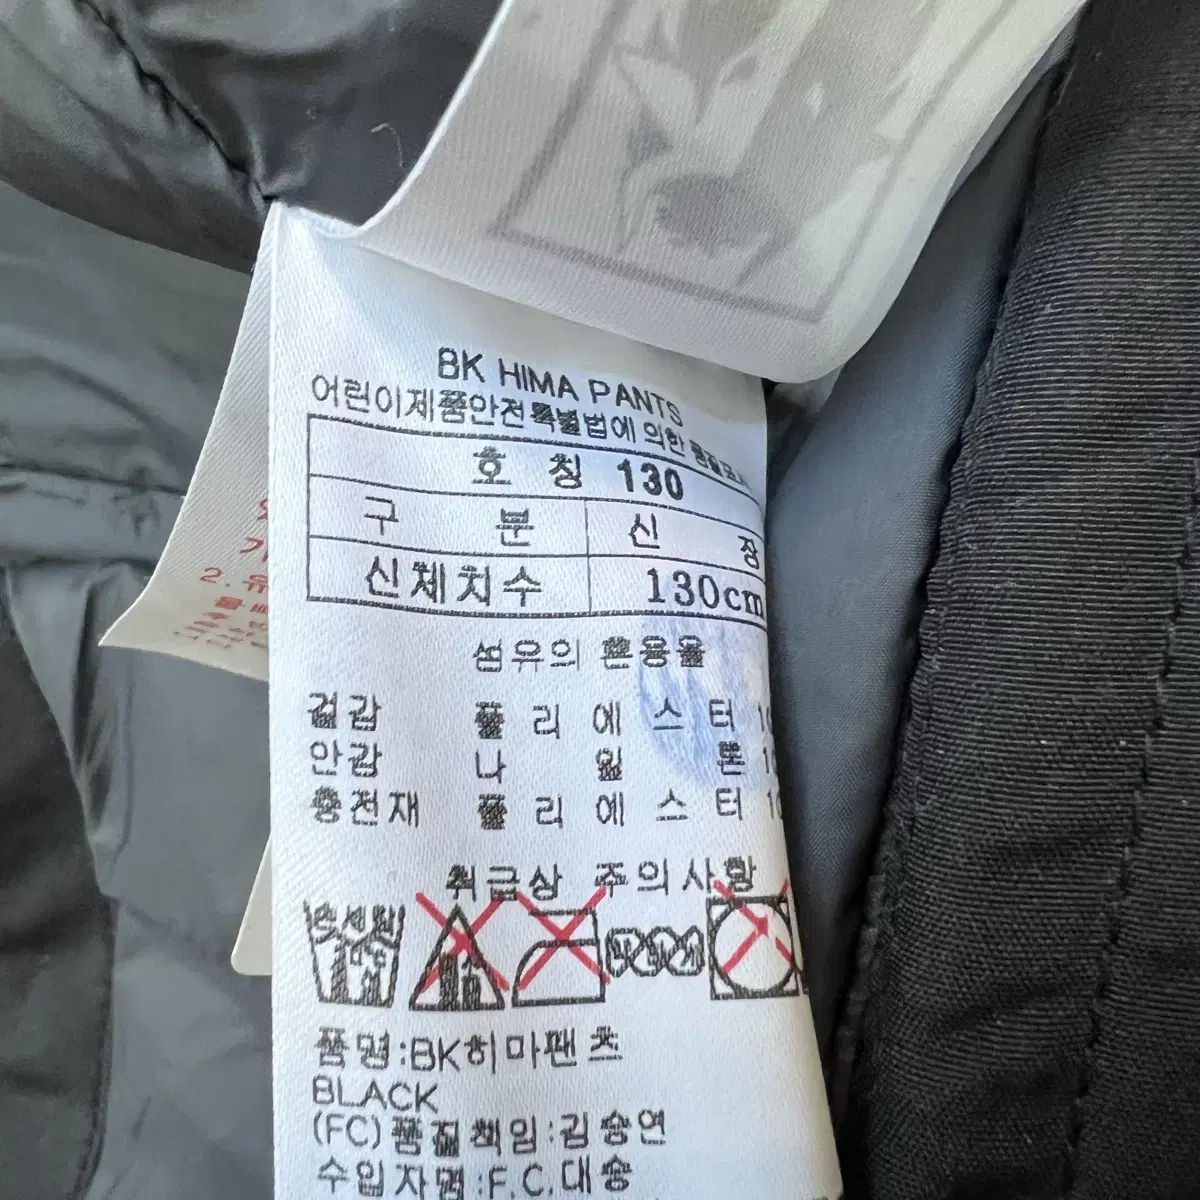 BK HIMA PANTS
어린이제품안전특별법에 의한 품질표시
호 칭 130
구 분 신 장
신체치수 130cm
섬유의 혼용율
겉감 폴 리 에 스 터
안감 나 일 론
충전재 폴 리 에 스 터
취급상 주의사항
품명:BK히마팬츠
BLACK
(FC)품질책임:김승연
수입자명:F.C.대승
2. 유